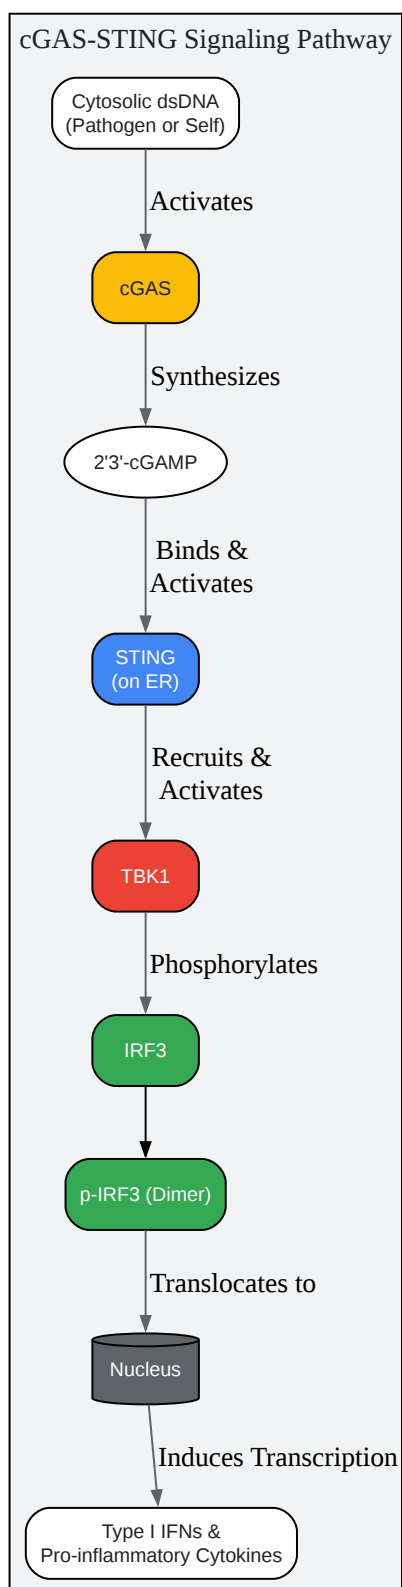 cGAS-STING Signaling Pathway
Cytosolic dsDNA
(Pathogen or Self)
Activates
cGAS
Synthesizes
2'3'-cGAMP
Binds &
Activates
STING
(on ER)
Recruits &
Activates
TBK1
Phosphorylates
IRF3
p-IRF3 (Dimer)
Translocates to
Nucleus
Induces Transcription
Type I IFNs &
Pro-inflammatory Cytokines